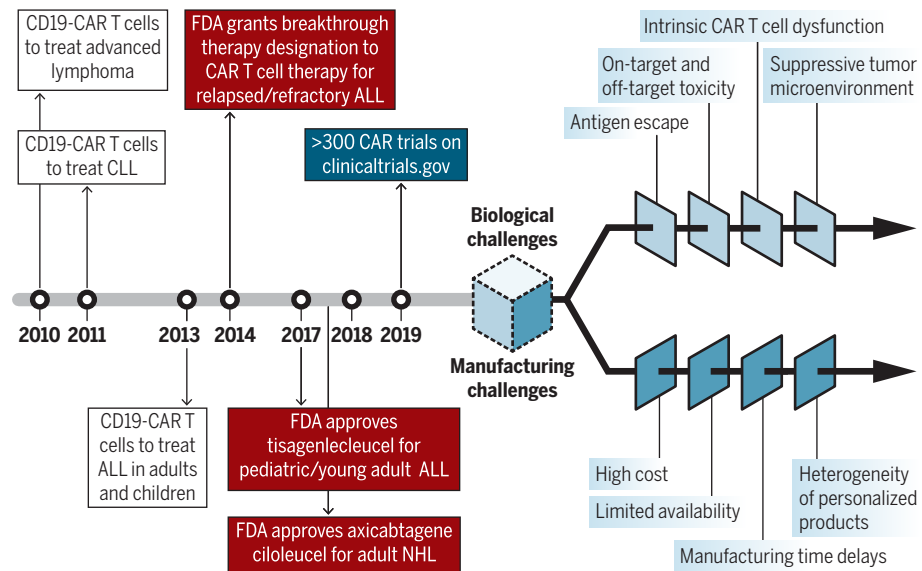 CD19-CAR T cells
to treat advanced
lymphoma
CD19-CAR T cells
to treat CLL
FDA grants breakthrough
therapy designation to
CAR T cell therapy for
relapsed/refractory ALL
>300 CAR trials on
clinicaltrials.gov
2010
2011
2013
2014
2017
2018
2019
CD19-CAR T
cells to treat
ALL in adults
and children
FDA approves
tisagenlecleucel for
pediatric/young adult ALL
FDA approves axicabtagene
ciloleucel for adult NHL
Biological
challenges
Manufacturing
challenges
Intrinsic CAR T cell dysfunction
On-target and
off-target toxicity
Suppressive tumor
microenvironment
Antigen escape
High cost
Limited availability
Manufacturing time delays
Heterogeneity
of personalized
products